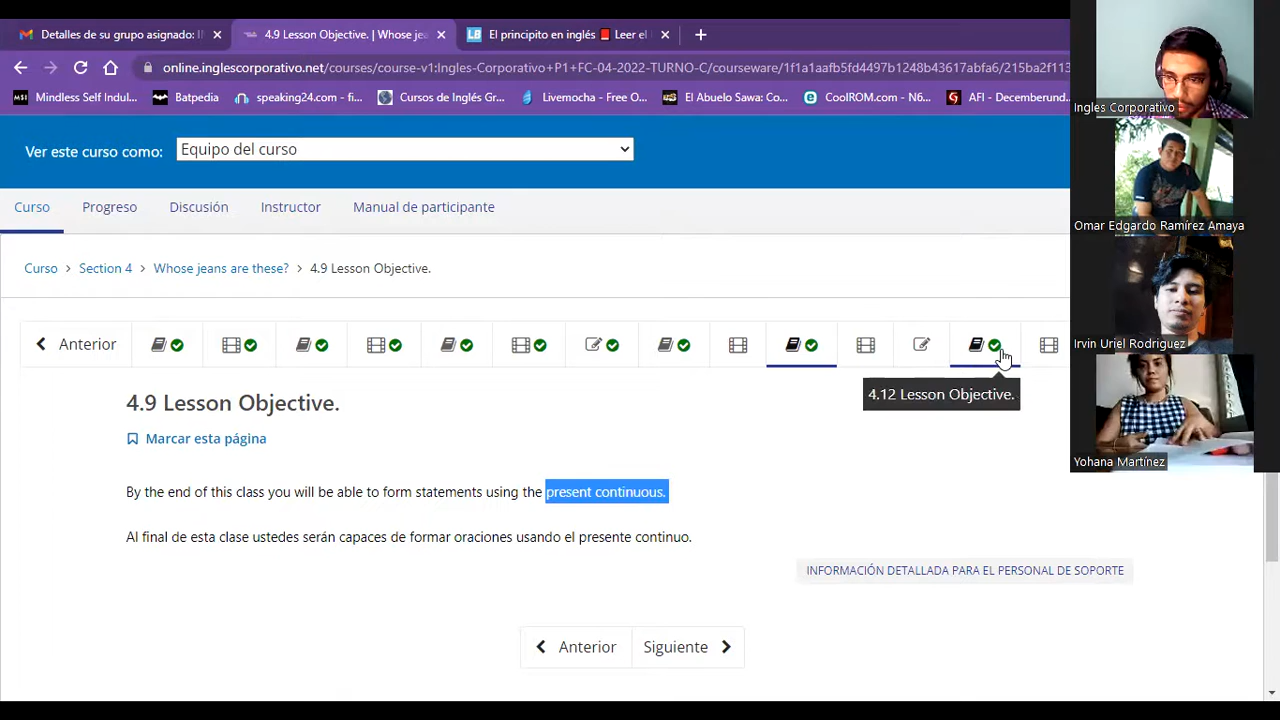 Detalles de su grupo asignado: I
4.9 Lesson Objective. | Whose jea
El principito en inglés 📕 Leer el
online.inglescorporativo.net/courses/course-v1:Ingles-Corporativo+P1+FC-04-2022-TURNO-C/courseware/1f1a1aafb5fd4497b1248b43617abfa6/215ba2f113
Mindless Self Indul...
Batpedia
speaking24.com - fi...
Cursos de Inglés Gr...
Livemocha - Free O...
El Abuelo Sawa: Co...
CoolROM.com - N6...
AFI - Decemberund...
Ver este curso como:
Equipo del curso
Curso
Progreso
Discusión
Instructor
Manual de participante
Curso > Section 4 > Whose jeans are these? > 4.9 Lesson Objective.
Anterior
4.12 Lesson Objective.
4.9 Lesson Objective.
Marcar esta página
By the end of this class you will be able to form statements using the present continuous.
Al final de esta clase ustedes serán capaces de formar oraciones usando el presente continuo.
INFORMACIÓN DETALLADA PARA EL PERSONAL DE SOPORTE
Anterior
Siguiente
Ingles Corporativo
Omar Edgardo Ramírez Amaya
Irvin Uriel Rodriguez
Yohana Martínez